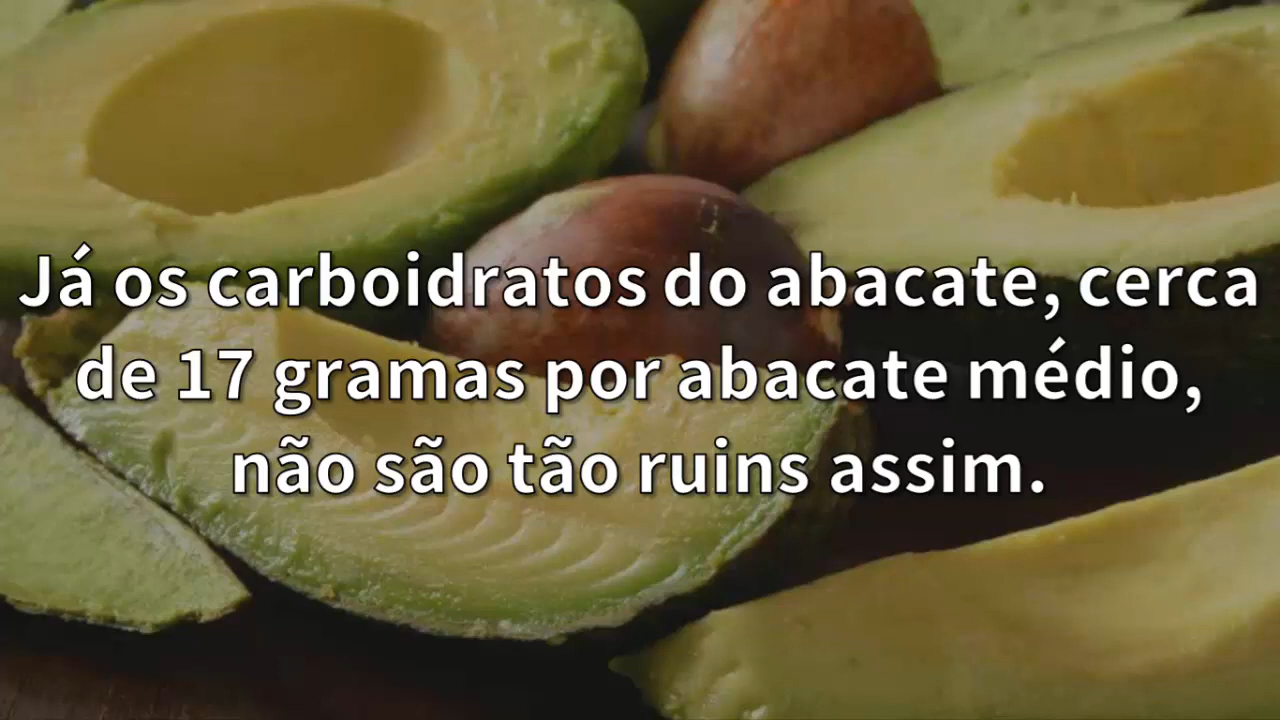 Já os carboidratos do abacate, cerca
de 17 gramas por abacate médio,
não são tão ruins assim.